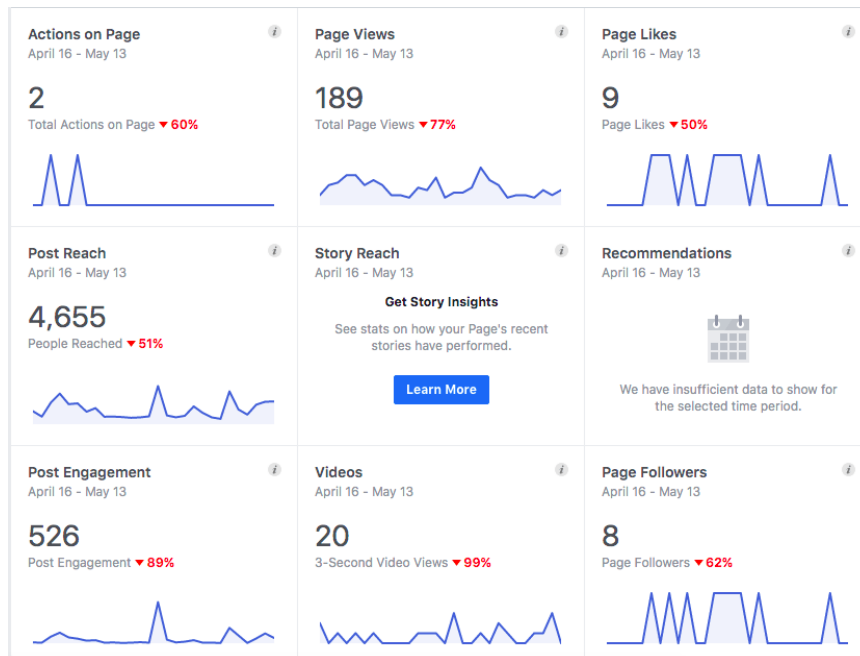 Actions on Page
April 16 - May 13
2
Total Actions on Page ▼ 60%
Page Views
April 16 - May 13
189
Total Page Views ▼ 77%
Page Likes
April 16 - May 13
9
Page Likes ▼ 50%
Post Reach
April 16 - May 13
4,655
People Reached ▼ 51%
Story Reach
April 16 - May 13
Get Story Insights
See stats on how your Page's recent
stories have performed.
Learn More
Recommendations
April 16 - May 13
We have insufficient data to show for
the selected time period.
Post Engagement
April 16 - May 13
526
Post Engagement ▼ 89%
Videos
April 16 - May 13
20
3-Second Video Views ▼ 99%
Page Followers
April 16 - May 13
8
Page Followers ▼ 62%